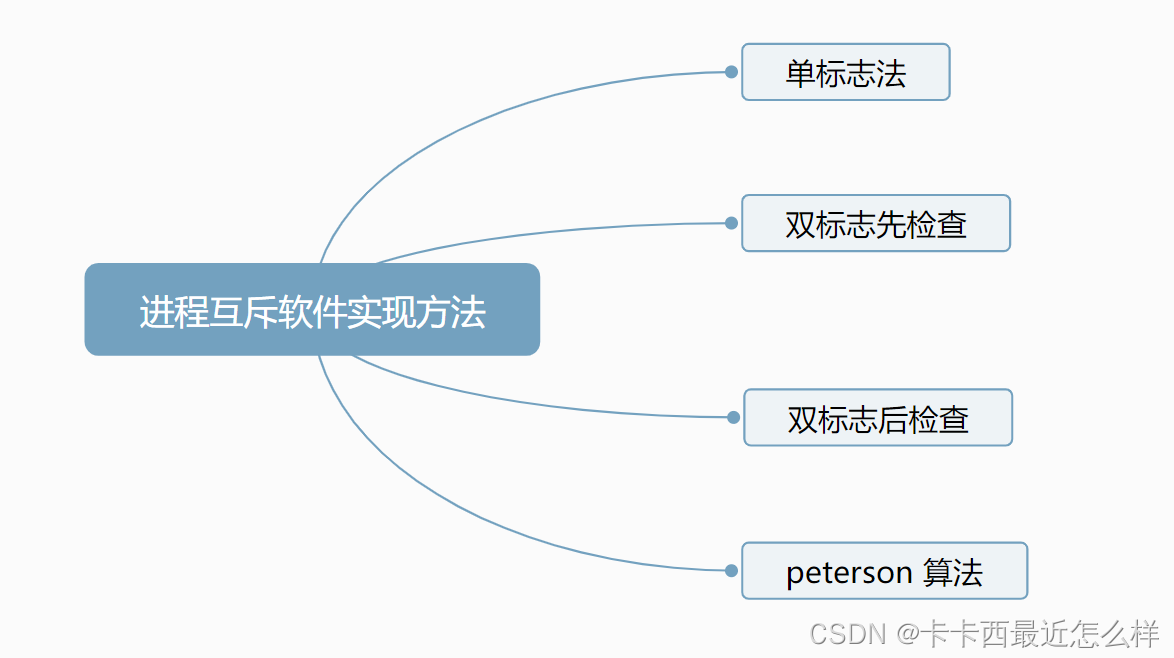 单标志法
双标志先检查
进程互斥软件实现方法
双标志后检查
peterson 算法
CSDN @卡卡西最近怎么样